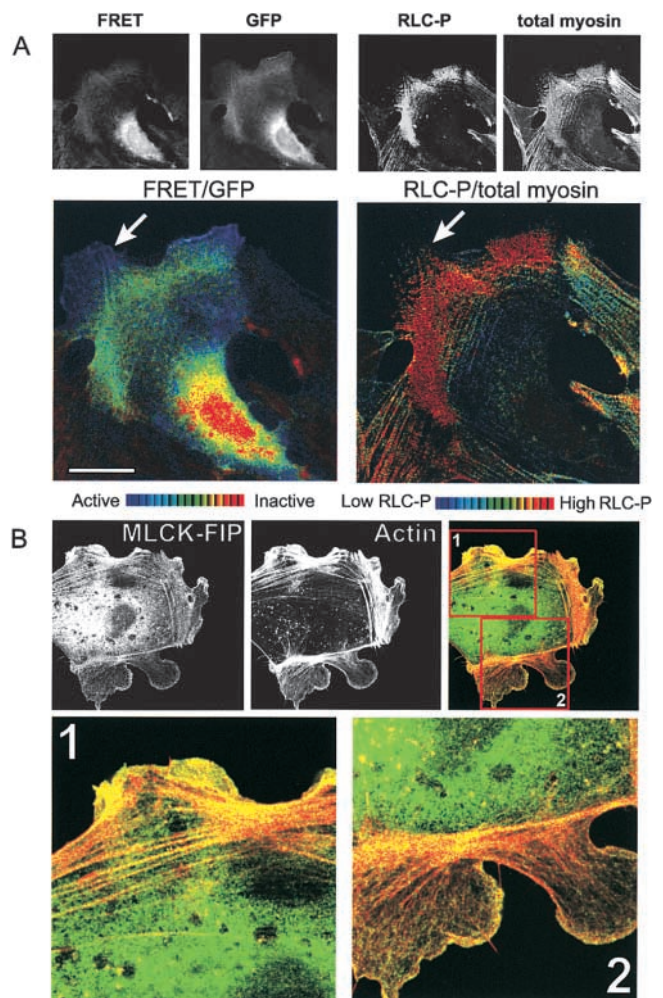 FRET GFP RLC-P total myosin
A
FRET/GFP RLC-P/total myosin
Active Inactive Low RLC-P High RLC-P
B
MLCK-FIP Actin 1
2
1
2